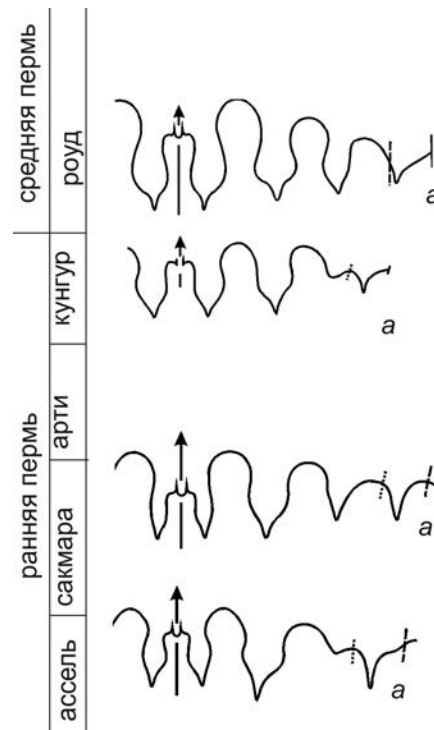 средняя пермь
роуд
а
кунгур
а
ранняя пермь
арти
сакмара
а
ассель
а